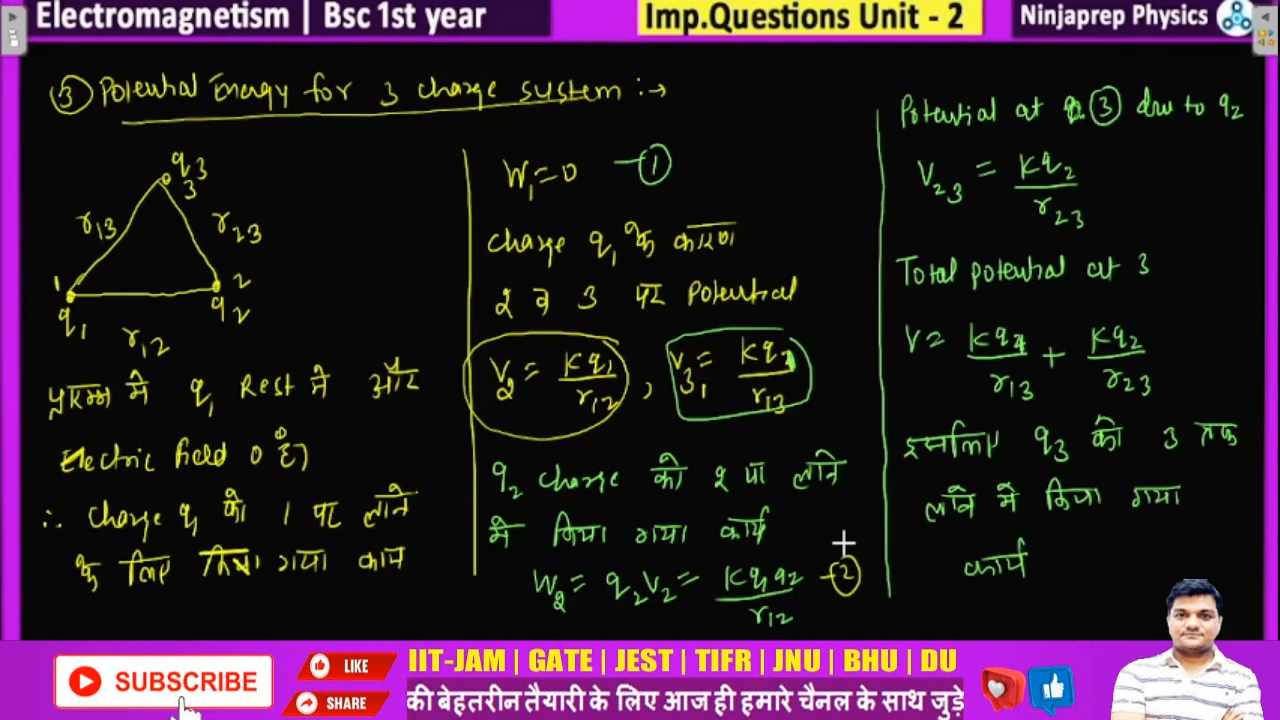 Electromagnetism | Bsc 1st year
Imp.Questions Unit - 2
Ninjaprep Physics
③ Potential Energy for 3 charge system :→
q3
3
r13
r23
1
2
q1
q2
r12
प्रारम्भ में q1 Rest में और
Electric field 0 है।
∴ charge q1 को 1 पर लाने
के लिए किया गया कार्य
W1 = 0 — ①
charge q1 के कारण
2 व 3 पर Potential
V2 = Kq1/r12 , V31 = Kq1/r13
q2 charge को 2 पर लाने
में किया गया कार्य
W2 = q2V2 = Kq1q2/r12 — ②
Potential at ③ due to q2
V23 = Kq2/r23
Total potential at 3
V = Kq1/r13 + Kq2/r23
इसलिए q3 को 3 तक
लाने में किया गया
कार्य
SUBSCRIBE
LIKE
SHARE
IIT-JAM | GATE | JEST | TIFR | JNU | BHU | DU
की बेहतरीन तैयारी के लिए आज ही हमारे चैनल के साथ जुड़े